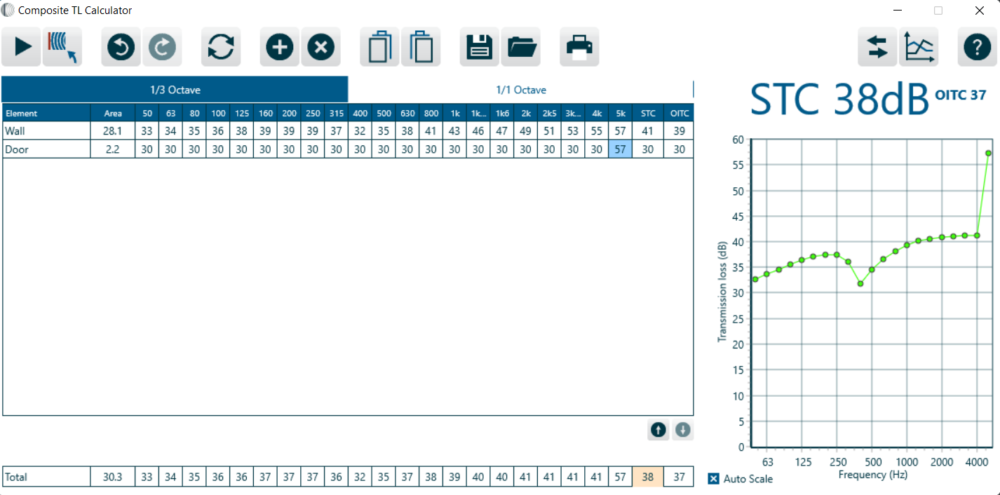 Composite TL Calculator
1/3 Octave 1/1 Octave
Element Area 50 63 80 100 125 160 200 250 315 400 500 630 800 1k 1k... 1k6 2k 2k5 3k... 4k 5k STC OITC
Wall 28.1 33 34 35 36 38 39 39 39 37 32 35 38 41 43 46 47 49 51 53 55 57 41 39
Door 2.2 30 30 30 30 30 30 30 30 30 30 30 30 30 30 30 30 30 30 30 30 57 30 30
Total 30.3 33 34 35 36 36 37 37 37 36 32 35 37 38 39 40 40 41 41 41 41 57 38 37
STC 38dB OITC 37
60
55
50
45
40
35
30
25
20
15
10
5
0
Transmission loss (dB)
63 125 250 500 1000 2000 4000
Frequency (Hz)
Auto Scale